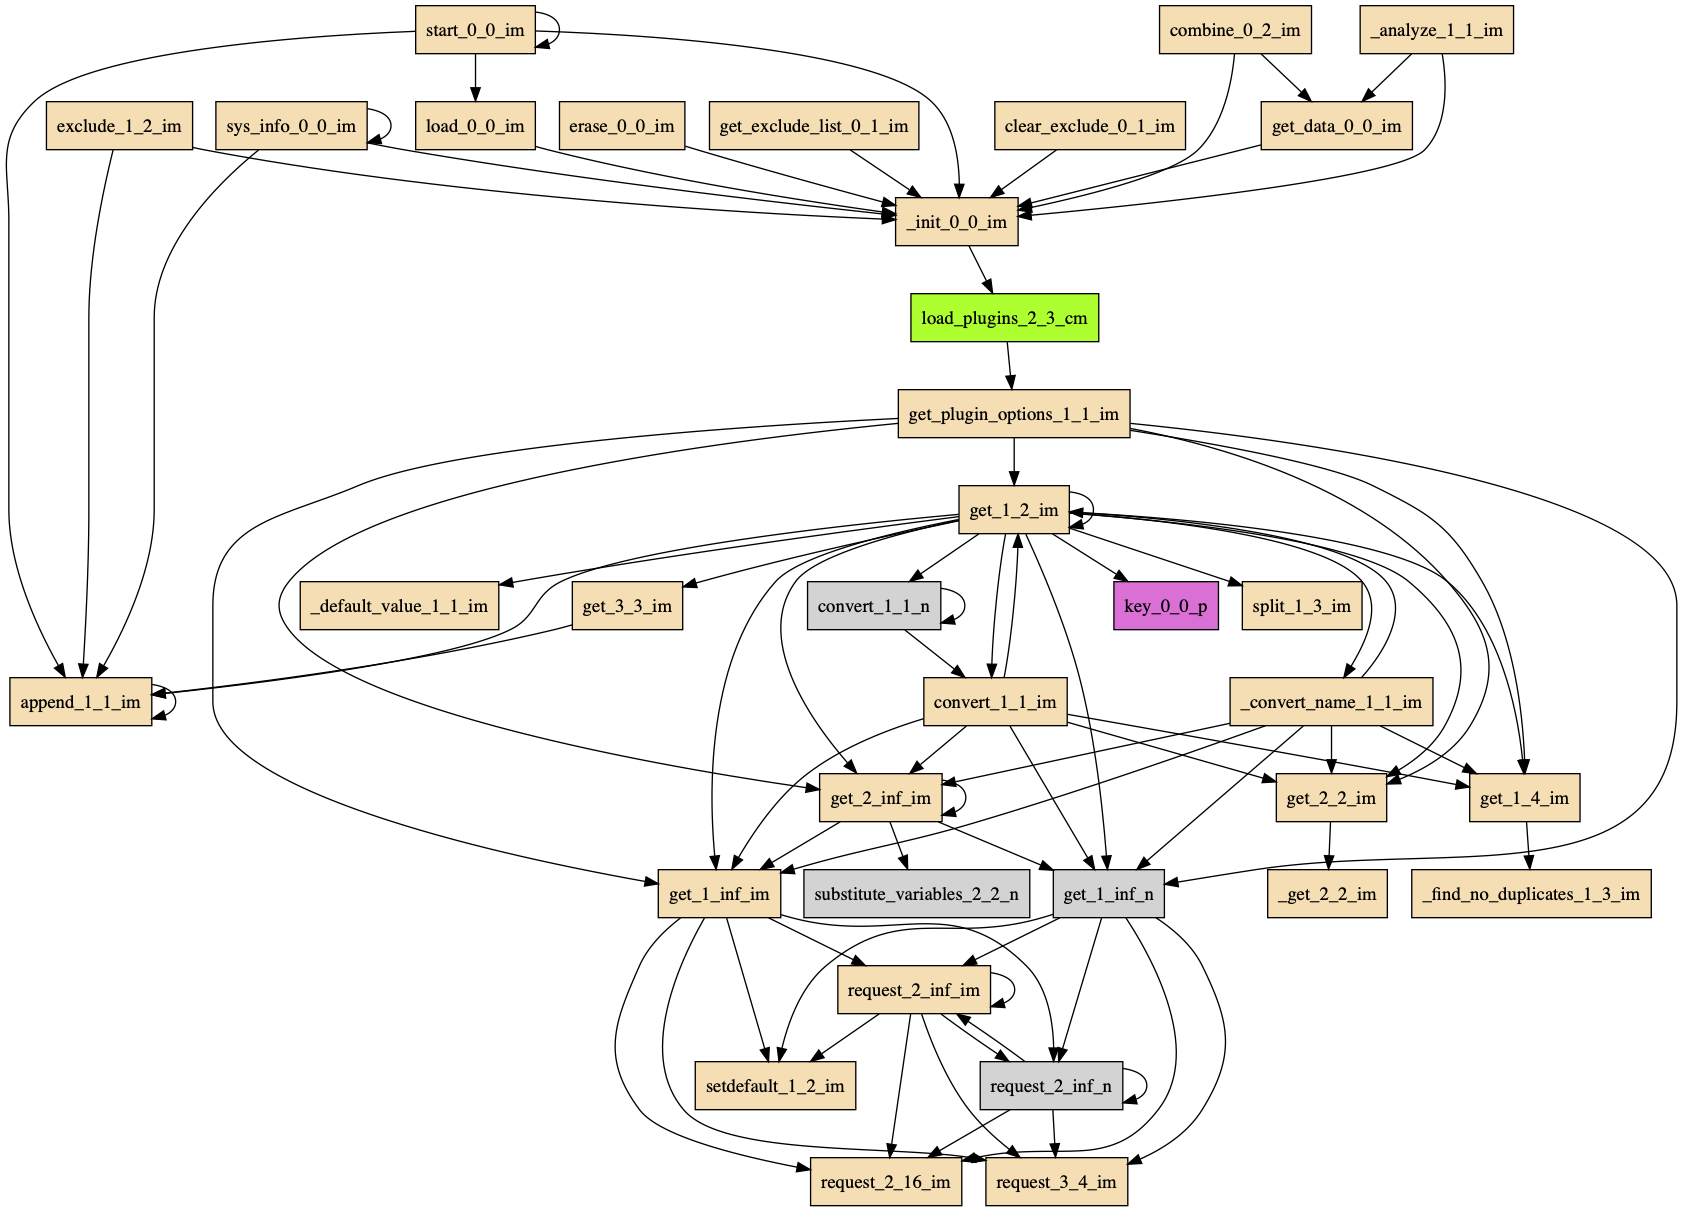 start_0_0_im
combine_0_2_im
_analyze_1_1_im
exclude_1_2_im
sys_info_0_0_im
load_0_0_im
erase_0_0_im
get_exclude_list_0_1_im
clear_exclude_0_1_im
get_data_0_0_im
_init_0_0_im
load_plugins_2_3_cm
get_plugin_options_1_1_im
get_1_2_im
_default_value_1_1_im
get_3_3_im
convert_1_1_n
key_0_0_p
split_1_3_im
append_1_1_im
convert_1_1_im
_convert_name_1_1_im
get_2_inf_im
get_2_2_im
get_1_4_im
get_1_inf_im
substitute_variables_2_2_n
get_1_inf_n
_get_2_2_im
_find_no_duplicates_1_3_im
request_2_inf_im
setdefault_1_2_im
request_2_inf_n
request_2_16_im
request_3_4_im